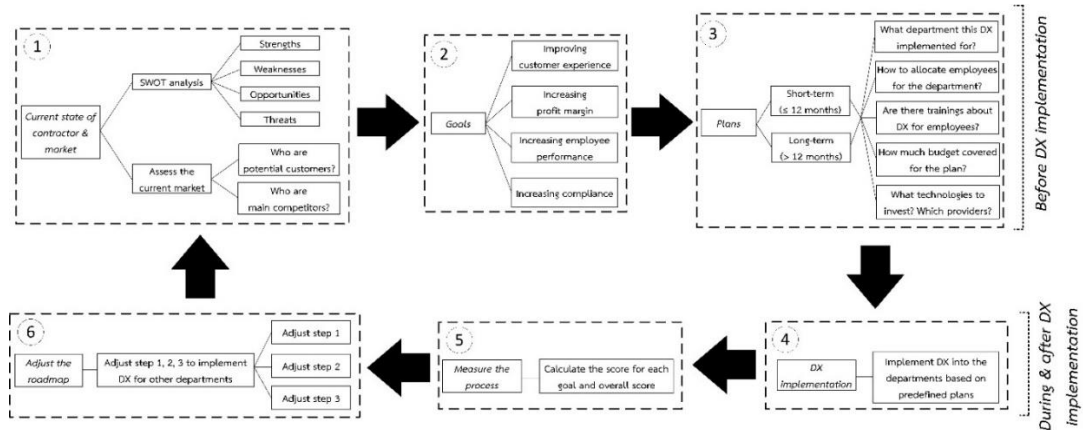 1
Current state of
contractor &
market
SWOT analysis
Strengths
Weaknesses
Opportunities
Threats
Assess the
current market
Who are
potential customers?
Who are
main competitors?
2
Goals
Improving
customer experience
Increasing
profit margin
Increasing employee
performance
Increasing compliance
3
Plans
Short-term
(≤ 12 months)
Long-term
(> 12 months)
What department this DX
implemented for?
How to allocate employees
for the department?
Are there trainings about
DX for employees?
How much budget covered
for the plan?
What technologies to
invest? Which providers?
Before DX implementation
4
DX
implementation
Implement DX into the
departments based on
predefined plans
5
Measure the
process
Calculate the score for each
goal and overall score
6
Adjust the
roadmap
Adjust step 1, 2, 3 to implement
DX for other departments
Adjust step 1
Adjust step 2
Adjust step 3
During & after DX
implementation